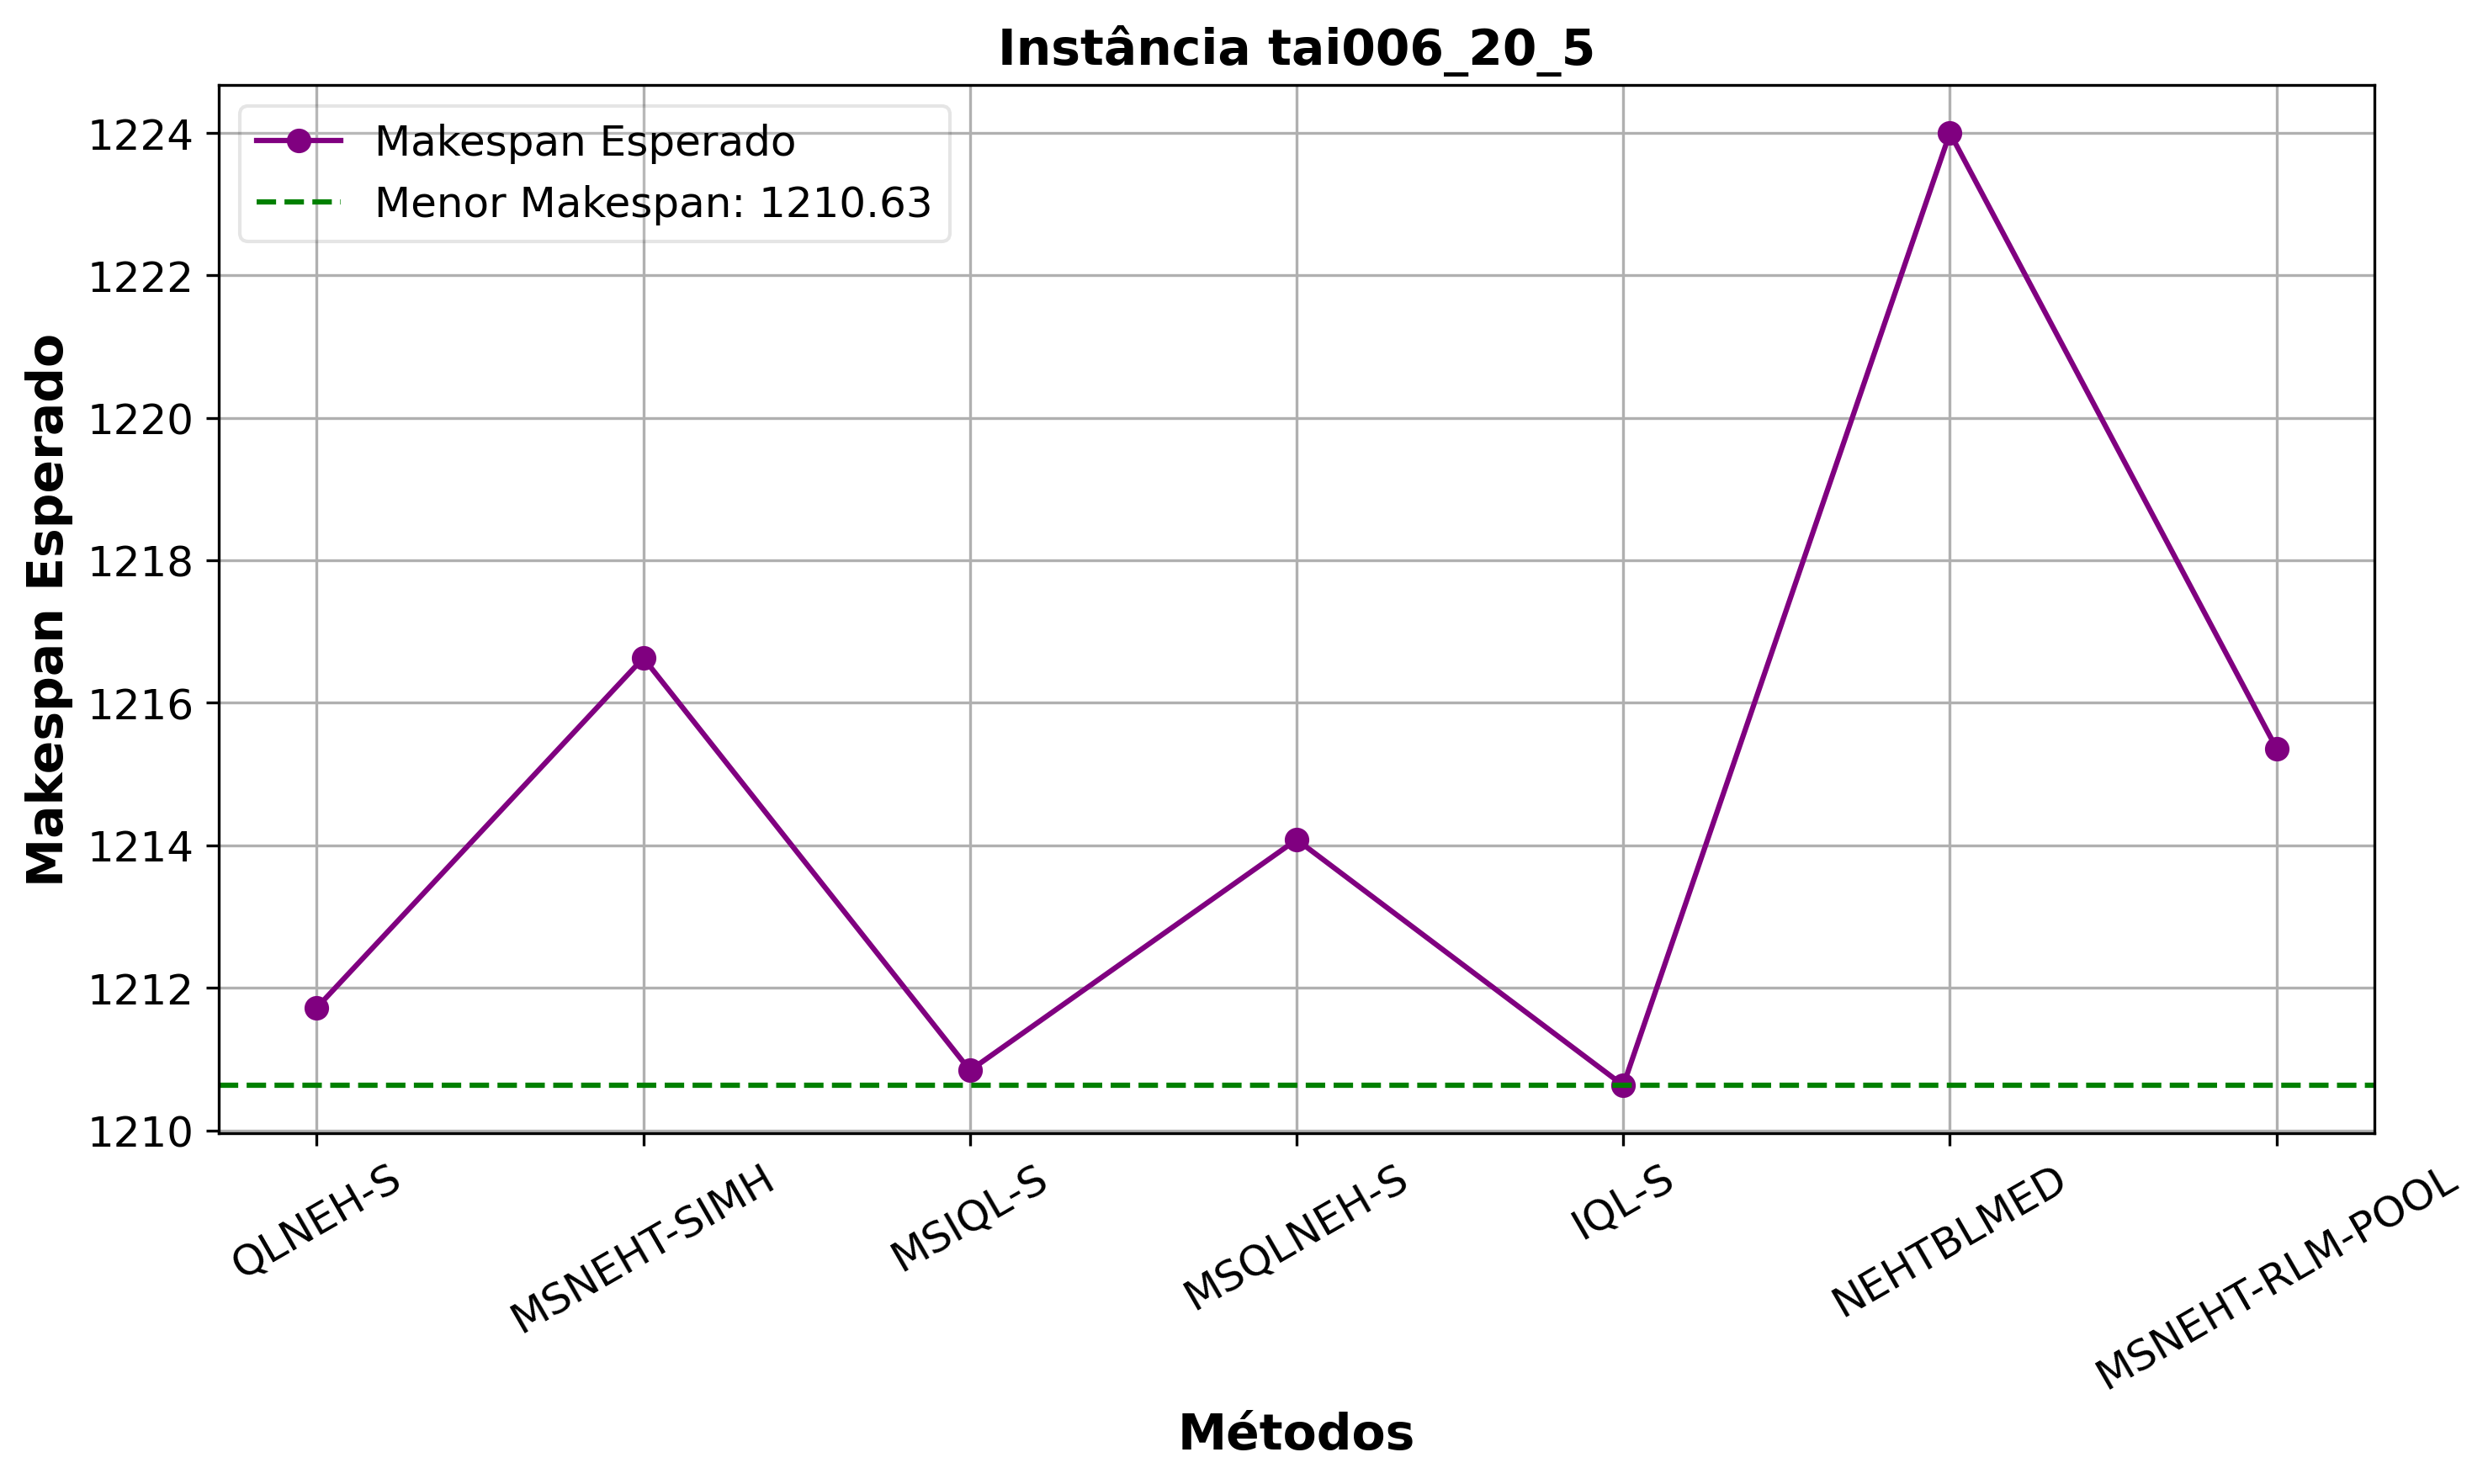 Instância tai006_20_5
Makespan Esperado
Menor Makespan: 1210.63
Makespan Esperado
1224
1222
1220
1218
1216
1214
1212
1210
QLNEH-S
MSNEHT-SIMH
MSIQL-S
MSQLNEH-S
IQL-S
NEHTBLMED
MSNEHT-RLM-POOL
Métodos